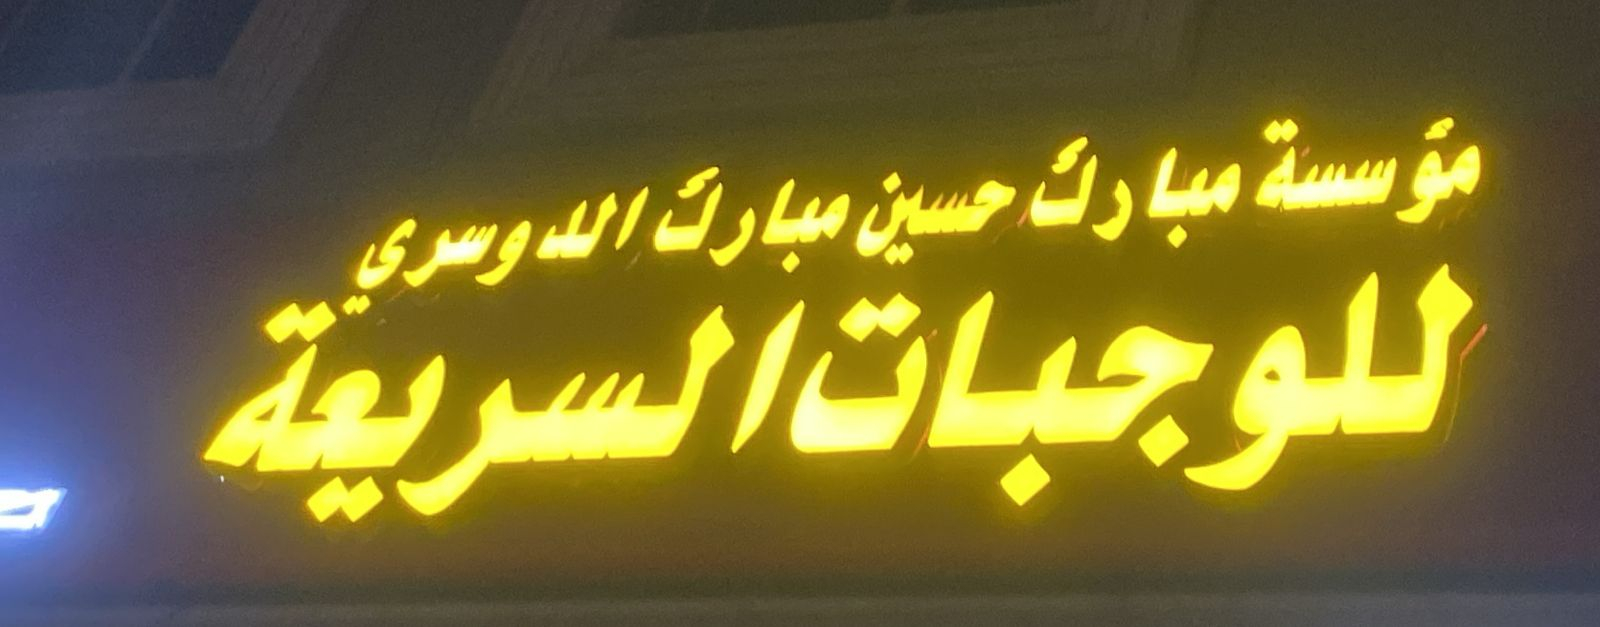 مؤسسة مبارك حسين مبارك الدوسري
للوجبات السريعة